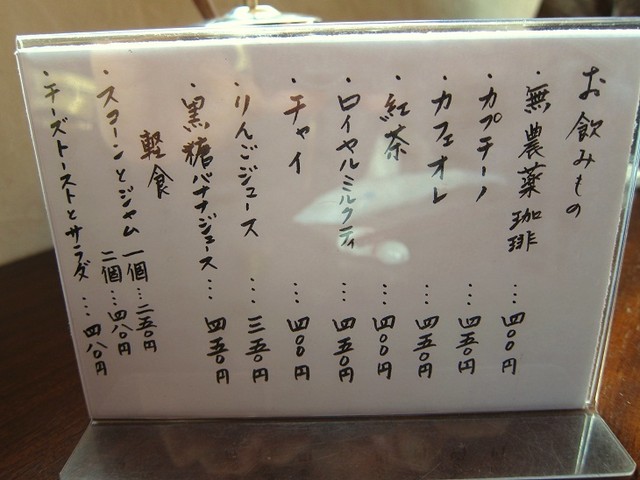 お飲みもの
・無農薬珈琲 … 四〇〇円
・カプチーノ … 四五〇円
・カフェオレ … 四五〇円
・紅茶 … 四〇〇円
・ロイヤルミルクティ … 四五〇円
・チャイ … 四〇〇円
・りんごジュース … 三五〇円
・黒糖バナナジュース … 四五〇円
軽食
・スコーンとジャム 一個 … 二五〇円
二個 … 四八〇円
・チーズトーストとサラダ … 四八〇円